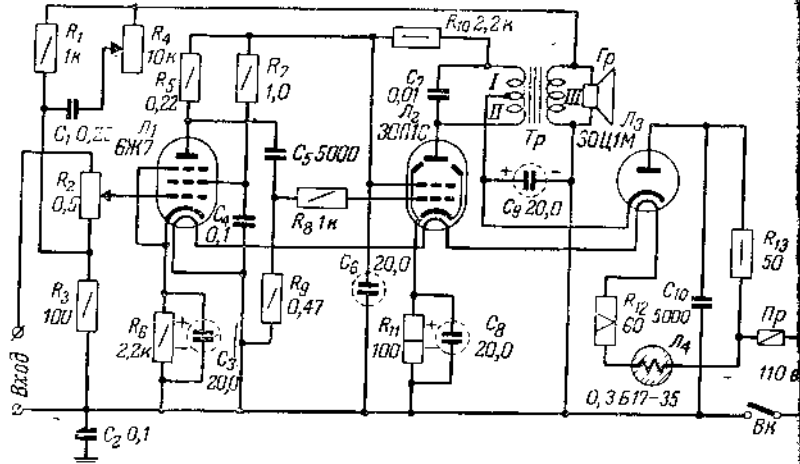 R1
1к
R4
10к
C1 0,25
R5
0,22
R7
1,0
R10 2,2к
C7
0,01
Л2
30П1С
I
II
III
Тр
Гр
Л3
30Ц1М
Л1
6Ж7
C5 5000
R2
0,5
R8 1к
C4
0,1
C9 20,0
+
-
R3
100
R6
2,2к
+
C3
20,0
R9
0,47
C6
20,0
R11
100
+
C8
20,0
R12
60
C10
5000
R13
50
Пр
Л4
0,3Б17-35
110 в
Вк
Вход
C2 0,1